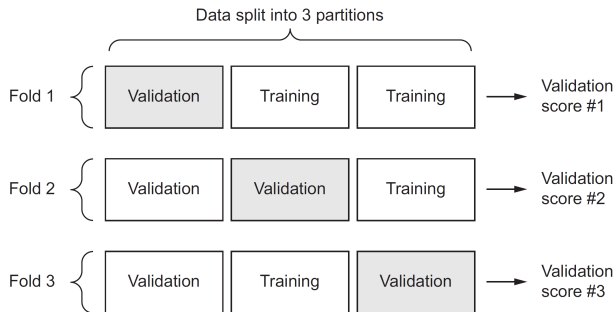 Data split into 3 partitions
Fold 1
Validation
Training
Training
Validation
score #1
Fold 2
Validation
Validation
Training
Validation
score #2
Fold 3
Validation
Training
Validation
Validation
score #3